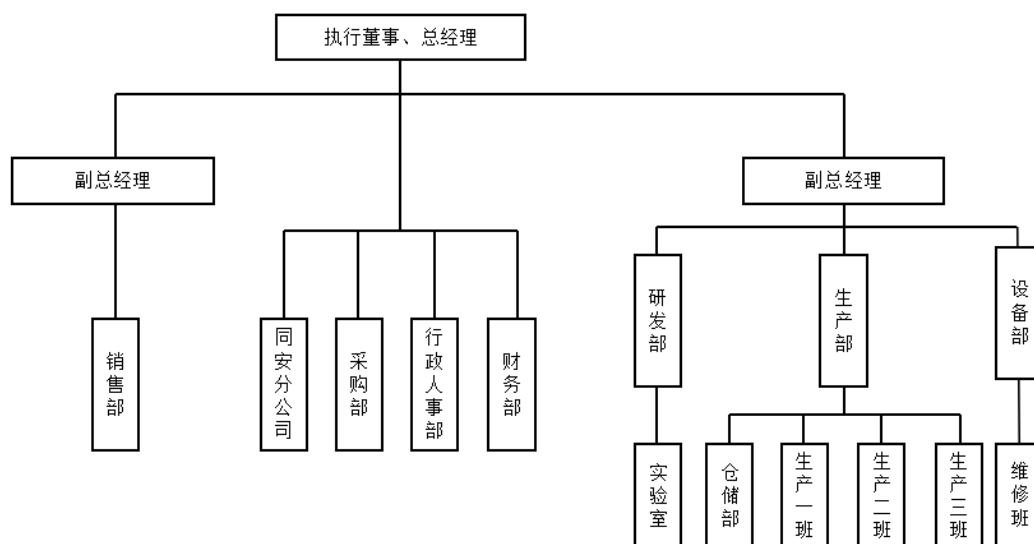 执行董事、总经理
副总经理
副总经理
研发部
生产部
设备部
销售部
同安分公司
采购部
行政人事部
财务部
实验室
仓储部
生产一班
生产二班
生产三班
维修班